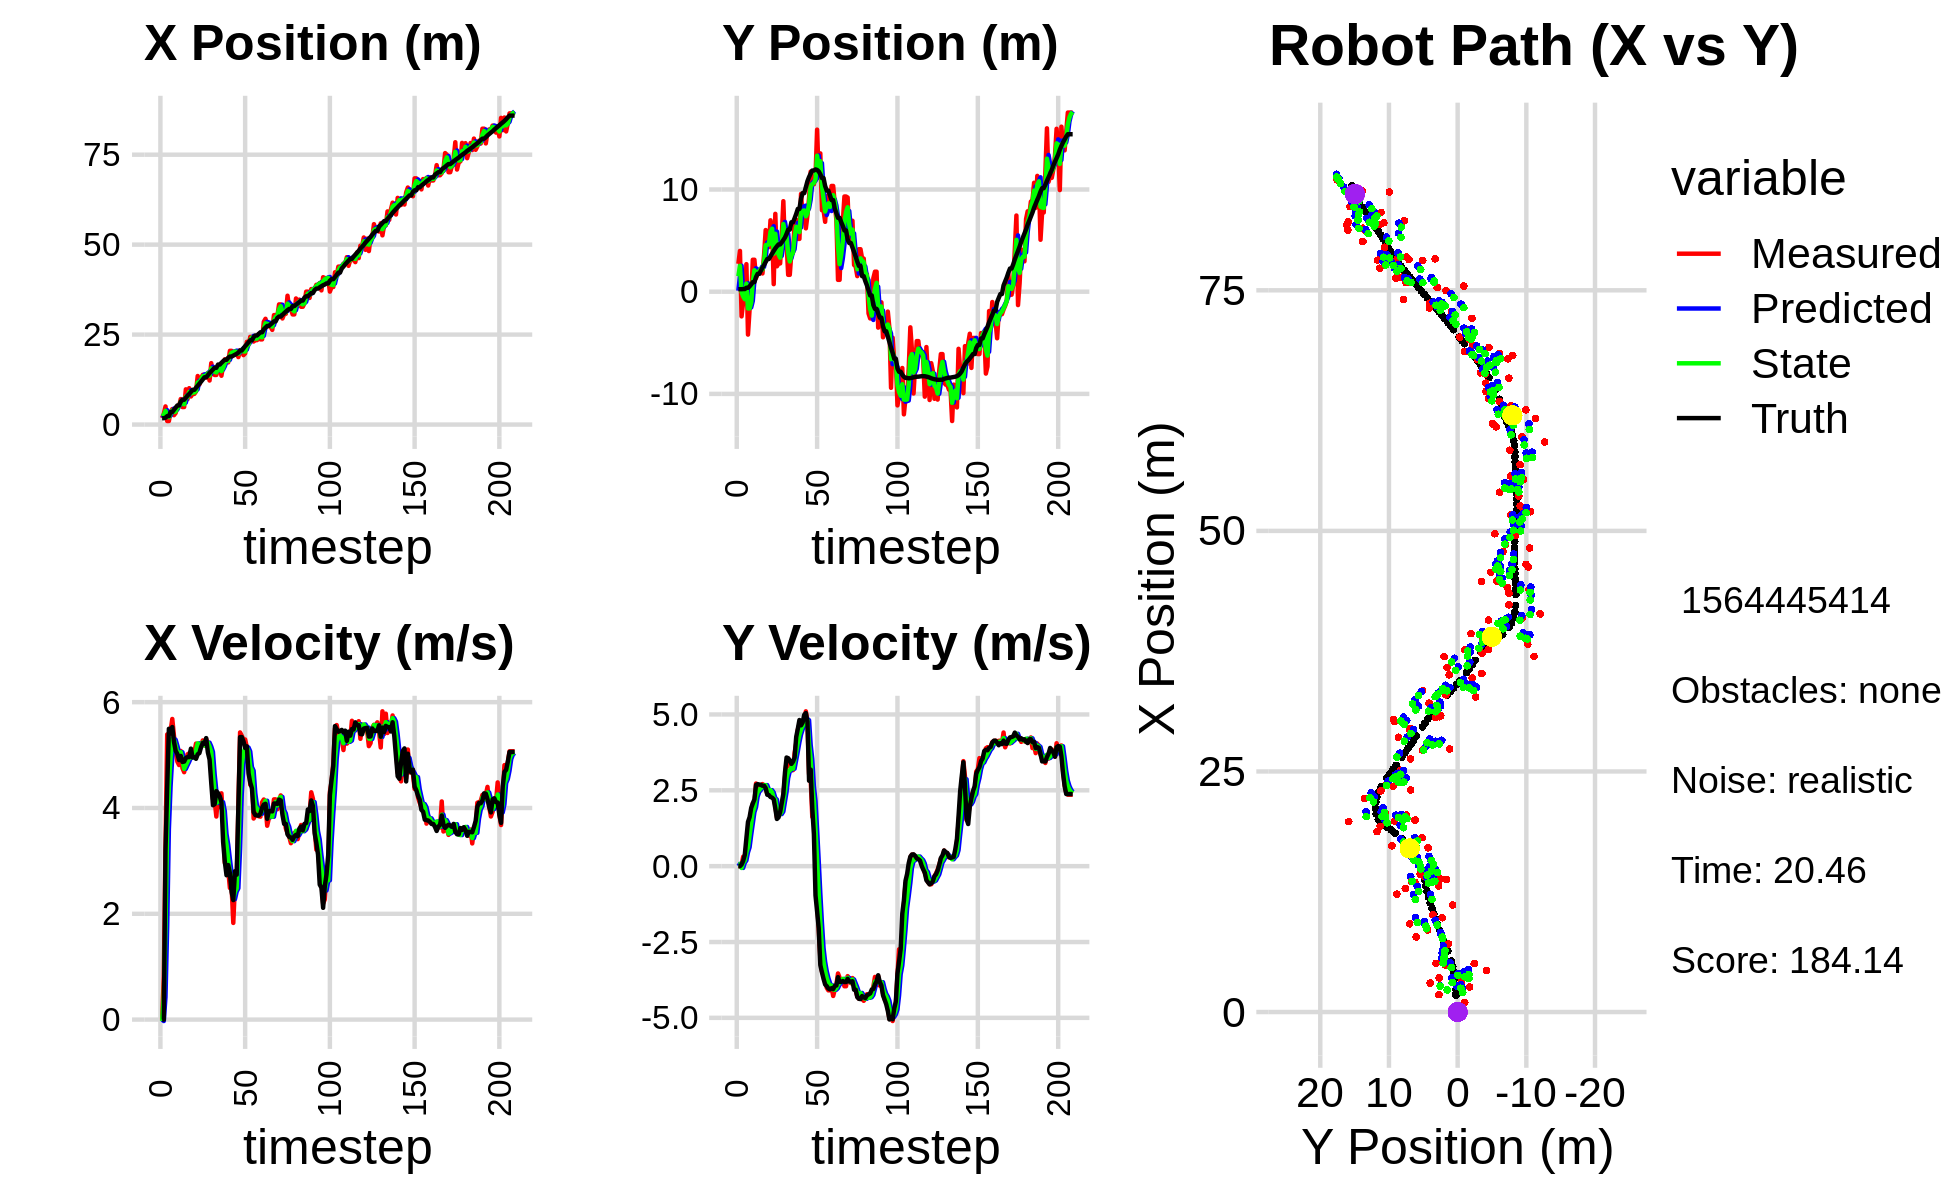 X Position (m)
75
50
25
0
0 50 100 150 200
timestep
Y Position (m)
10
0
-10
0 50 100 150 200
timestep
X Velocity (m/s)
6
4
2
0
0 50 100 150 200
timestep
Y Velocity (m/s)
5.0
2.5
0.0
-2.5
-5.0
0 50 100 150 200
timestep
Robot Path (X vs Y)
X Position (m)
75
50
25
0
20 10 0 -10 -20
Y Position (m)
variable
Measured
Predicted
State
Truth
1564445414
Obstacles: none
Noise: realistic
Time: 20.46
Score: 184.14